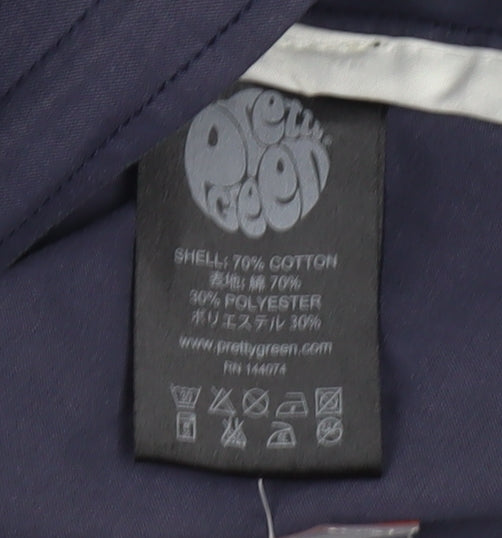 Pretty
Green
SHELL: 70% COTTON
表地: 綿 70%
30% POLYESTER
ポリエステル 30%
www.prettygreen.com
RN 144074
30